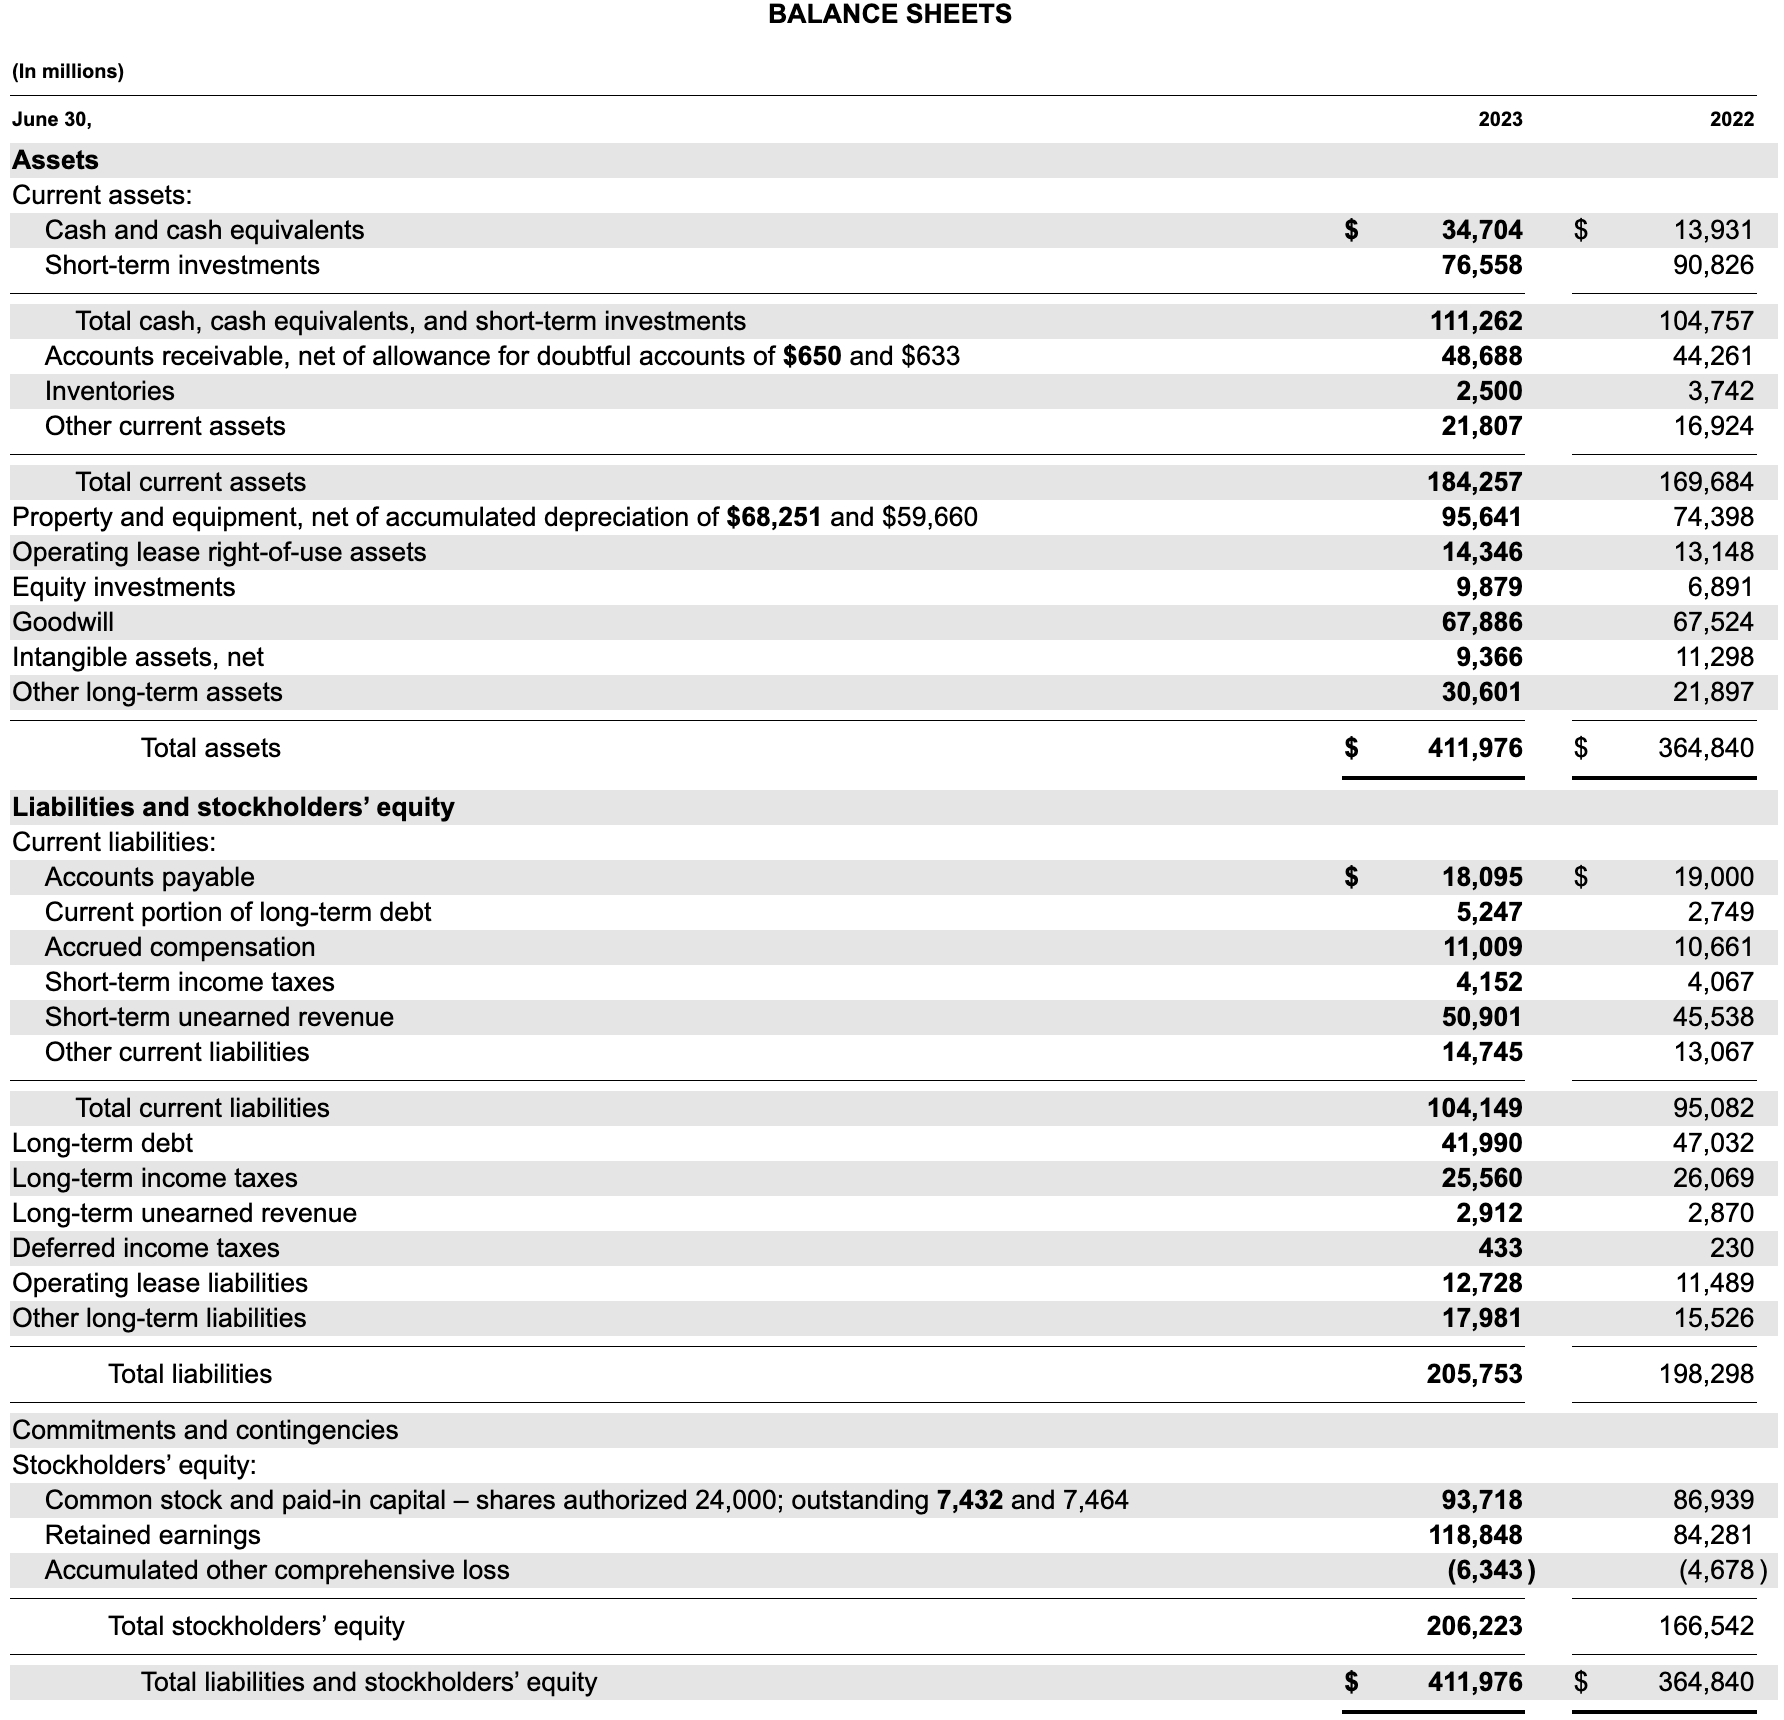 BALANCE SHEETS
(In millions)
June 30, 2023 2022
Assets
Current assets:
Cash and cash equivalents $ 34,704 $ 13,931
Short-term investments 76,558 90,826
Total cash, cash equivalents, and short-term investments 111,262 104,757
Accounts receivable, net of allowance for doubtful accounts of $650 and $633 48,688 44,261
Inventories 2,500 3,742
Other current assets 21,807 16,924
Total current assets 184,257 169,684
Property and equipment, net of accumulated depreciation of $68,251 and $59,660 95,641 74,398
Operating lease right-of-use assets 14,346 13,148
Equity investments 9,879 6,891
Goodwill 67,886 67,524
Intangible assets, net 9,366 11,298
Other long-term assets 30,601 21,897
Total assets $ 411,976 $ 364,840
Liabilities and stockholders’ equity
Current liabilities:
Accounts payable $ 18,095 $ 19,000
Current portion of long-term debt 5,247 2,749
Accrued compensation 11,009 10,661
Short-term income taxes 4,152 4,067
Short-term unearned revenue 50,901 45,538
Other current liabilities 14,745 13,067
Total current liabilities 104,149 95,082
Long-term debt 41,990 47,032
Long-term income taxes 25,560 26,069
Long-term unearned revenue 2,912 2,870
Deferred income taxes 433 230
Operating lease liabilities 12,728 11,489
Other long-term liabilities 17,981 15,526
Total liabilities 205,753 198,298
Commitments and contingencies
Stockholders’ equity:
Common stock and paid-in capital – shares authorized 24,000; outstanding 7,432 and 7,464 93,718 86,939
Retained earnings 118,848 84,281
Accumulated other comprehensive loss (6,343) (4,678)
Total stockholders’ equity 206,223 166,542
Total liabilities and stockholders’ equity $ 411,976 $ 364,840